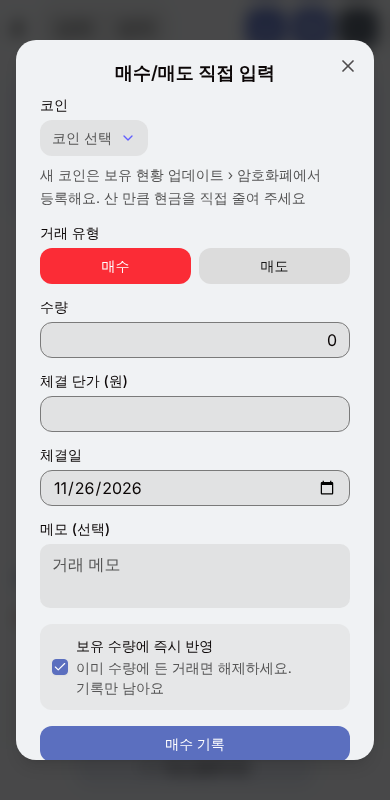 매수/매도 직접 입력
코인
코인 선택
새 코인은 보유 현황 업데이트 › 암호화폐에서
등록해요. 산 만큼 현금을 직접 줄여 주세요
거래 유형
매수
매도
수량
0
체결 단가 (원)
체결일
11/26/2026
메모 (선택)
거래 메모
보유 수량에 즉시 반영
이미 수량에 든 거래면 해제하세요.
기록만 남아요
매수 기록